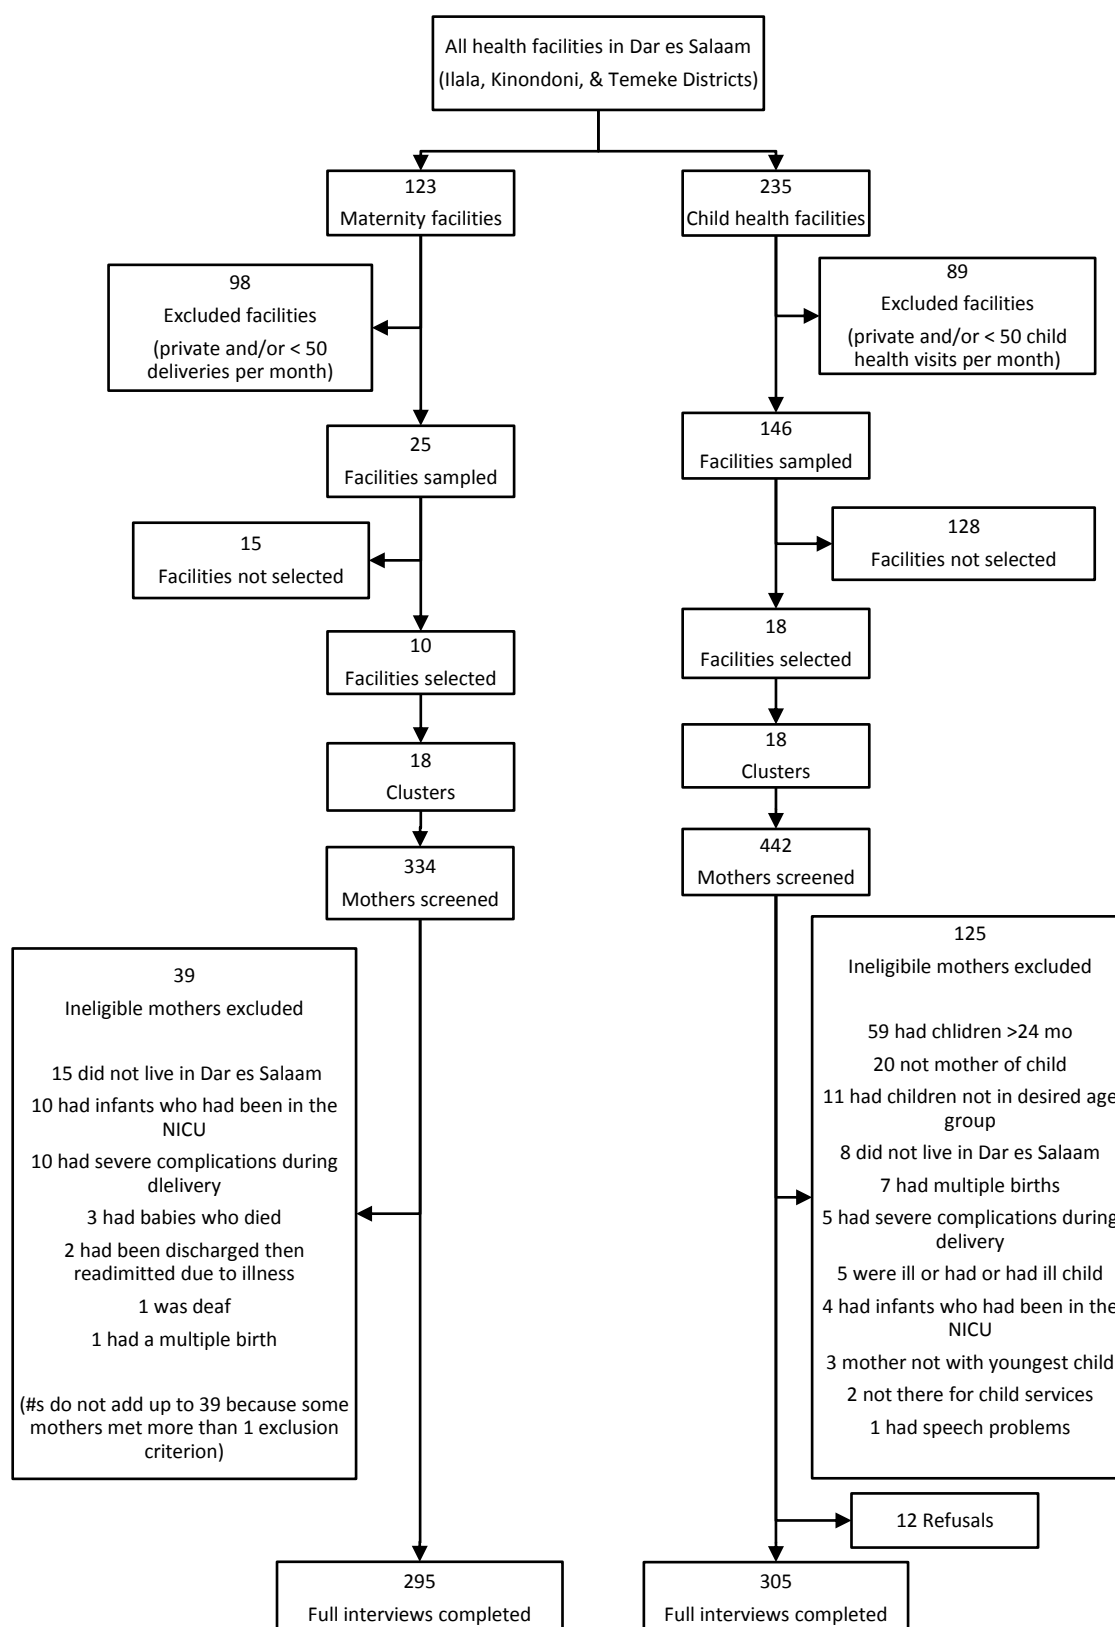 All health facilities in Dar es Salaam
(Ilala, Kinondoni, & Temeke Districts)
123
Maternity facilities
235
Child health facilities
98
Excluded facilities
(private and/or < 50
deliveries per month)
89
Excluded facilities
(private and/or < 50 child
health visits per month)
25
Facilities sampled
146
Facilities sampled
15
Facilities not selected
128
Facilities not selected
10
Facilities selected
18
Facilities selected
18
Clusters
18
Clusters
334
Mothers screened
442
Mothers screened
39
Ineligible mothers excluded
15 did not live in Dar es Salaam
10 had infants who had been in the
NICU
10 had severe complications during
dlelivery
3 had babies who died
2 had been discharged then
readimitted due to illness
1 was deaf
1 had a multiple birth
(#s do not add up to 39 because some
mothers met more than 1 exclusion
criterion)
125
Ineligibile mothers excluded
59 had chlidren >24 mo
20 not mother of child
11 had children not in desired age
group
8 did not live in Dar es Salaam
7 had multiple births
5 had severe complications during
delivery
5 were ill or had or had ill child
4 had infants who had been in the
NICU
3 mother not with youngest child
2 not there for child services
1 had speech problems
12 Refusals
295
Full interviews completed
305
Full interviews completed